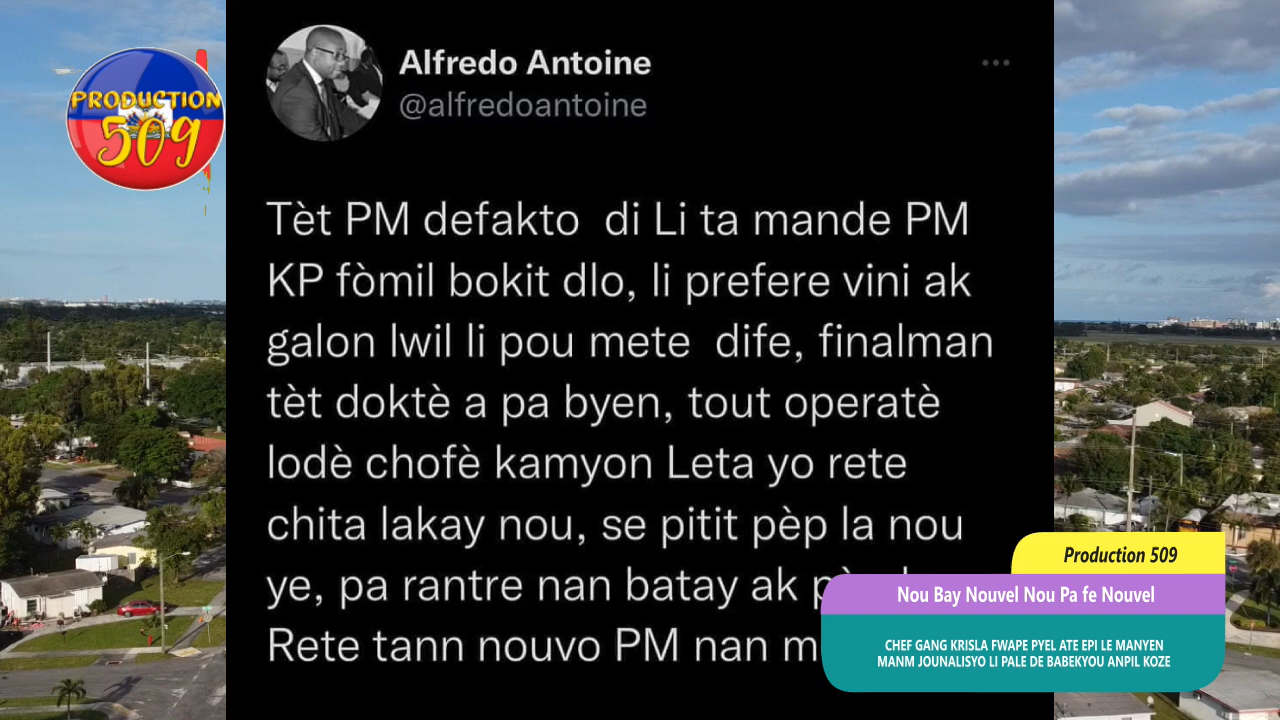 PRODUCTION
509
Alfredo Antoine
@alfredoantoine
Tèt PM defakto di Li ta mande PM
KP fòmil bokit dlo, li prefere vini ak
galon lwil li pou mete dife, finalman
tèt doktè a pa byen, tout operatè
lodè chofè kamyon Leta yo rete
chita lakay nou, se pitit pèp la nou
ye, pa rantre nan batay ak
Rete tann nouvo PM nan
Production 509
Nou Bay Nouvel Nou Pa fe Nouvel
CHEF GANG KRISLA FWAPE PYEL ATE EPI LE MANYEN
MANM JOUNALISYO LI PALE DE BABEKYOU ANPIL KOZE